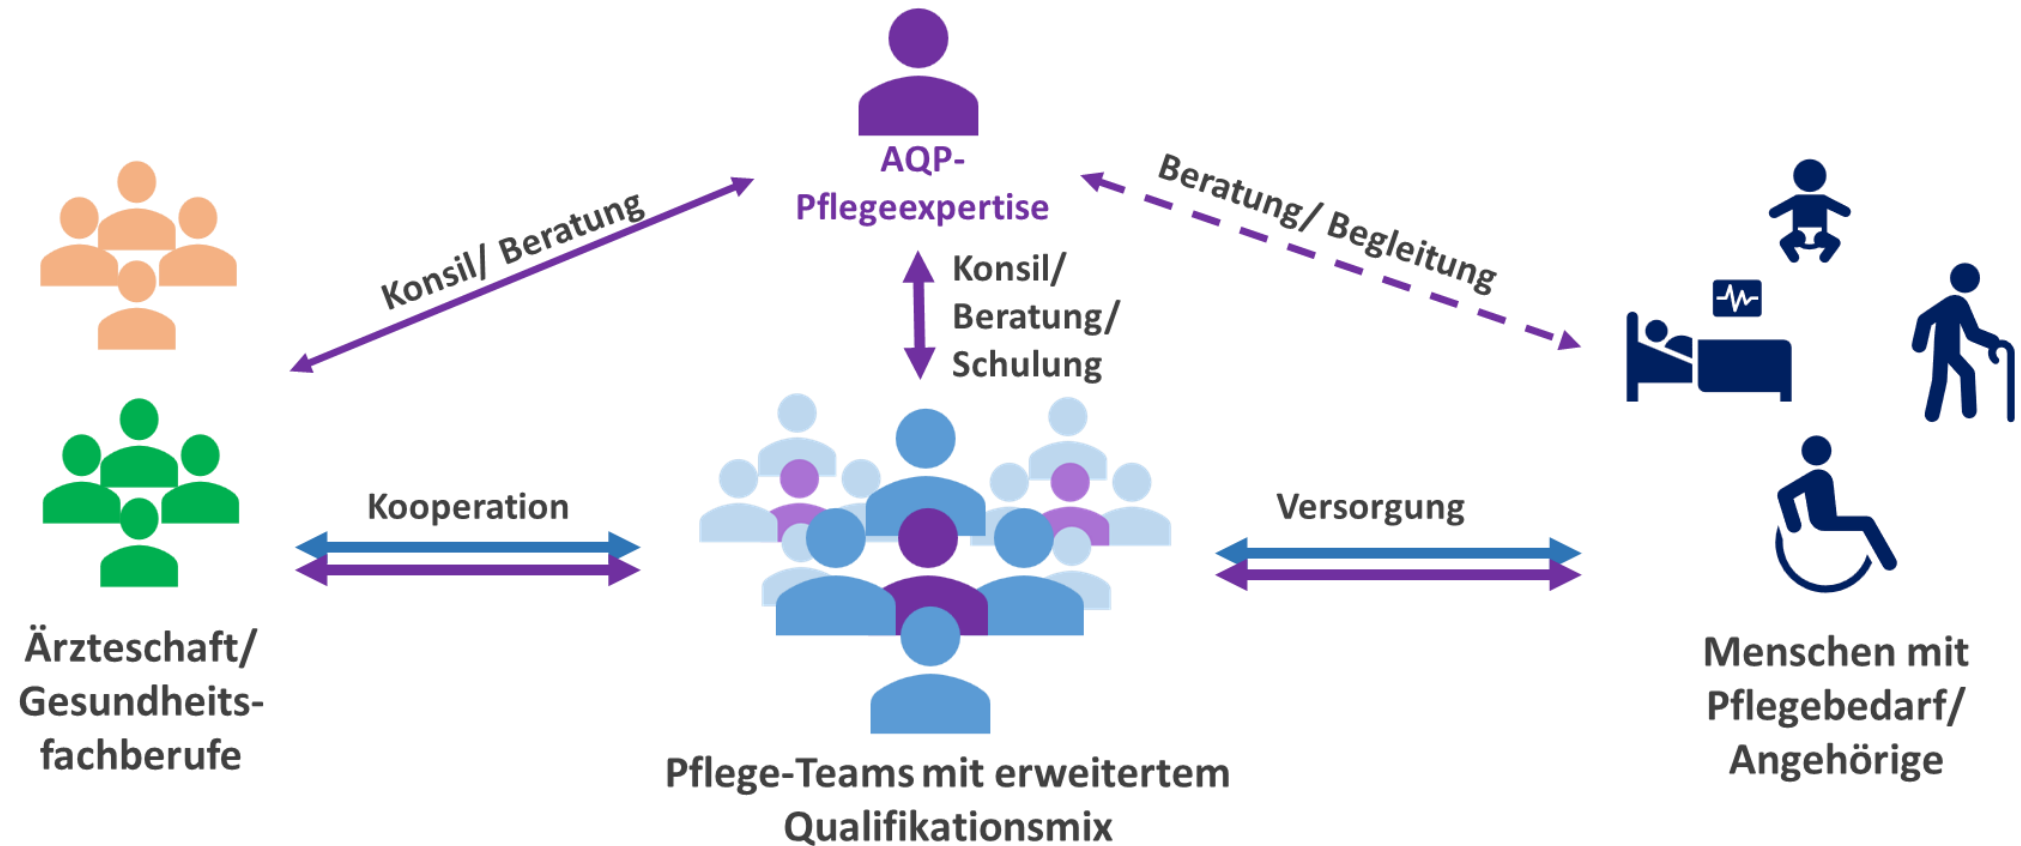 AQP-
Pflegeexpertise
Konsil/ Beratung
Beratung/ Begleitung
Konsil/
Beratung/
Schulung
Kooperation
Versorgung
Ärzteschaft/
Gesundheits-
fachberufe
Pflege-Teams mit erweitertem
Qualifikationsmix
Menschen mit
Pflegebedarf/
Angehörige